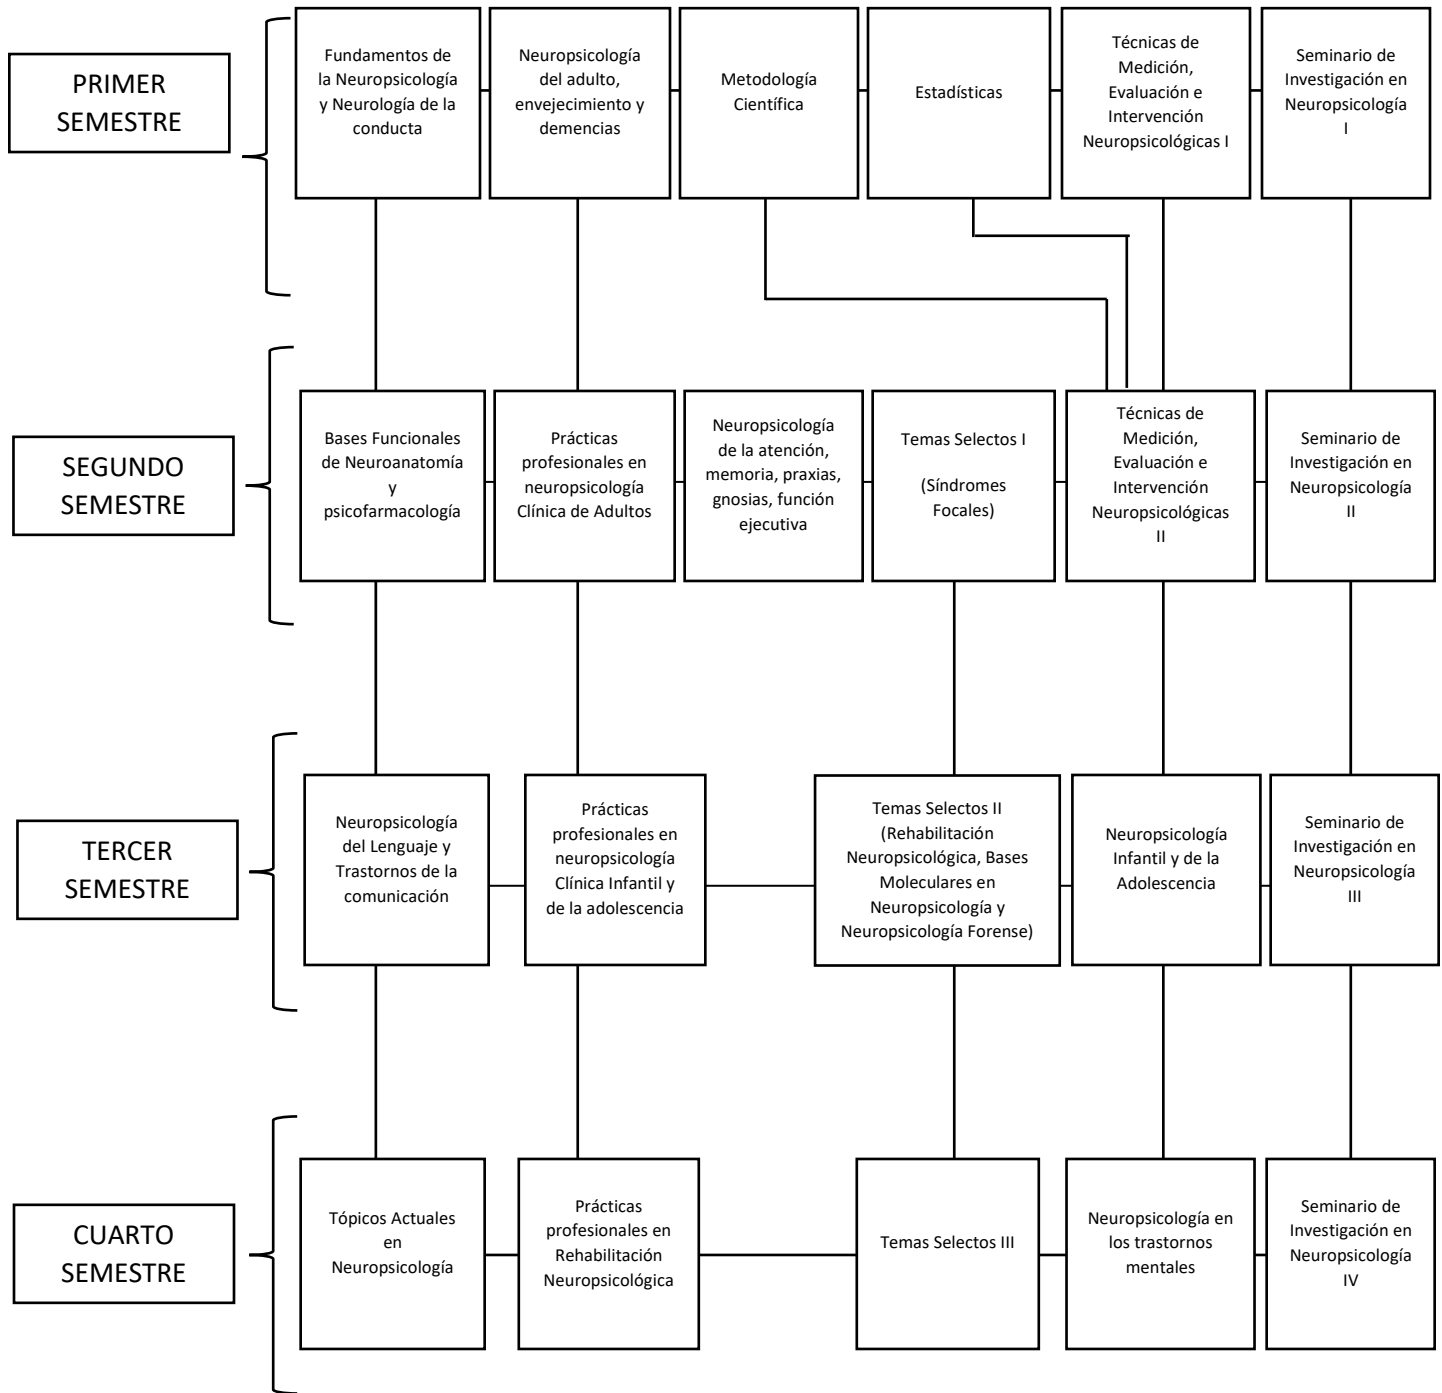 PRIMER
SEMESTRE
Fundamentos de
la Neuropsicología
y Neurología de la
conducta
Neuropsicología
del adulto,
envejecimiento y
demencias
Metodología
Científica
Estadísticas
Técnicas de
Medición,
Evaluación e
Intervención
Neuropsicológicas I
Seminario de
Investigación en
Neuropsicología
I
SEGUNDO
SEMESTRE
Bases Funcionales
de Neuroanatomía
y
psicofarmacología
Prácticas
profesionales en
neuropsicología
Clínica de Adultos
Neuropsicología
de la atención,
memoria, praxias,
gnosias, función
ejecutiva
Temas Selectos I
(Síndromes
Focales)
Técnicas de
Medición,
Evaluación e
Intervención
Neuropsicológicas
II
Seminario de
Investigación en
Neuropsicología
II
TERCER
SEMESTRE
Neuropsicología
del Lenguaje y
Trastornos de la
comunicación
Prácticas
profesionales en
neuropsicología
Clínica Infantil y
de la adolescencia
Temas Selectos II
(Rehabilitación
Neuropsicológica, Bases
Moleculares en
Neuropsicología y
Neuropsicología Forense)
Neuropsicología
Infantil y de la
Adolescencia
Seminario de
Investigación en
Neuropsicología
III
CUARTO
SEMESTRE
Tópicos Actuales
en
Neuropsicología
Prácticas
profesionales en
Rehabilitación
Neuropsicológica
Temas Selectos III
Neuropsicología en
los trastornos
mentales
Seminario de
Investigación en
Neuropsicología
IV